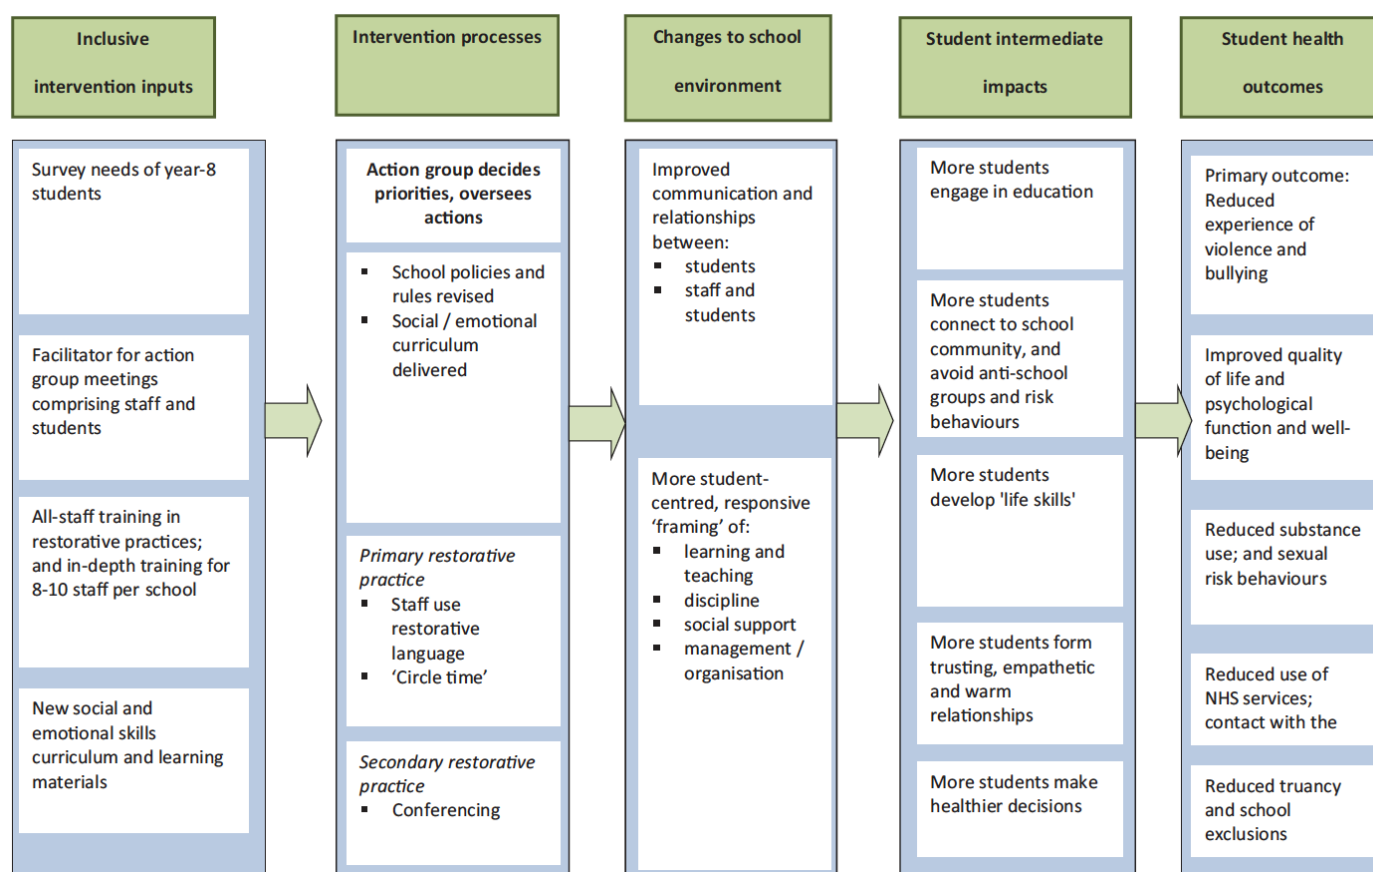 Inclusive
intervention inputs
Survey needs of year-8
students
Facilitator for action
group meetings
comprising staff and
students
All-staff training in
restorative practices;
and in-depth training for
8-10 staff per school
New social and
emotional skills
curriculum and learning
materials
Intervention processes
Action group decides
priorities, oversees
actions
▪ School policies and
rules revised
▪ Social / emotional
curriculum
delivered
Primary restorative
practice
▪ Staff use
restorative
language
▪ ‘Circle time’
Secondary restorative
practice
▪ Conferencing
Changes to school
environment
Improved
communication and
relationships
between:
▪ students
▪ staff and
students
More student-
centred, responsive
‘framing’ of:
▪ learning and
teaching
▪ discipline
▪ social support
▪ management /
organisation
Student intermediate
impacts
More students
engage in education
More students
connect to school
community, and
avoid anti-school
groups and risk
behaviours
More students
develop 'life skills'
More students form
trusting, empathetic
and warm
relationships
More students make
healthier decisions
Student health
outcomes
Primary outcome:
Reduced
experience of
violence and
bullying
Improved quality
of life and
psychological
function and well-
being
Reduced substance
use; and sexual
risk behaviours
Reduced use of
NHS services;
contact with the
Reduced truancy
and school
exclusions